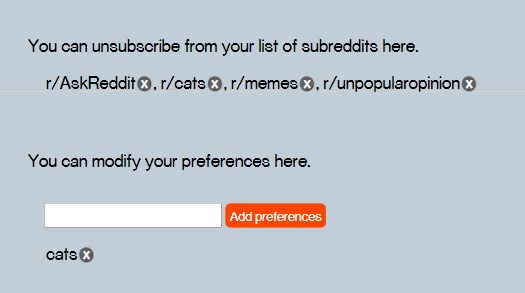 You can unsubscribe from your list of subreddits here.
r/AskReddit x, r/cats x, r/memes x, r/unpopularopinion x
You can modify your preferences here.
Add preferences
cats x